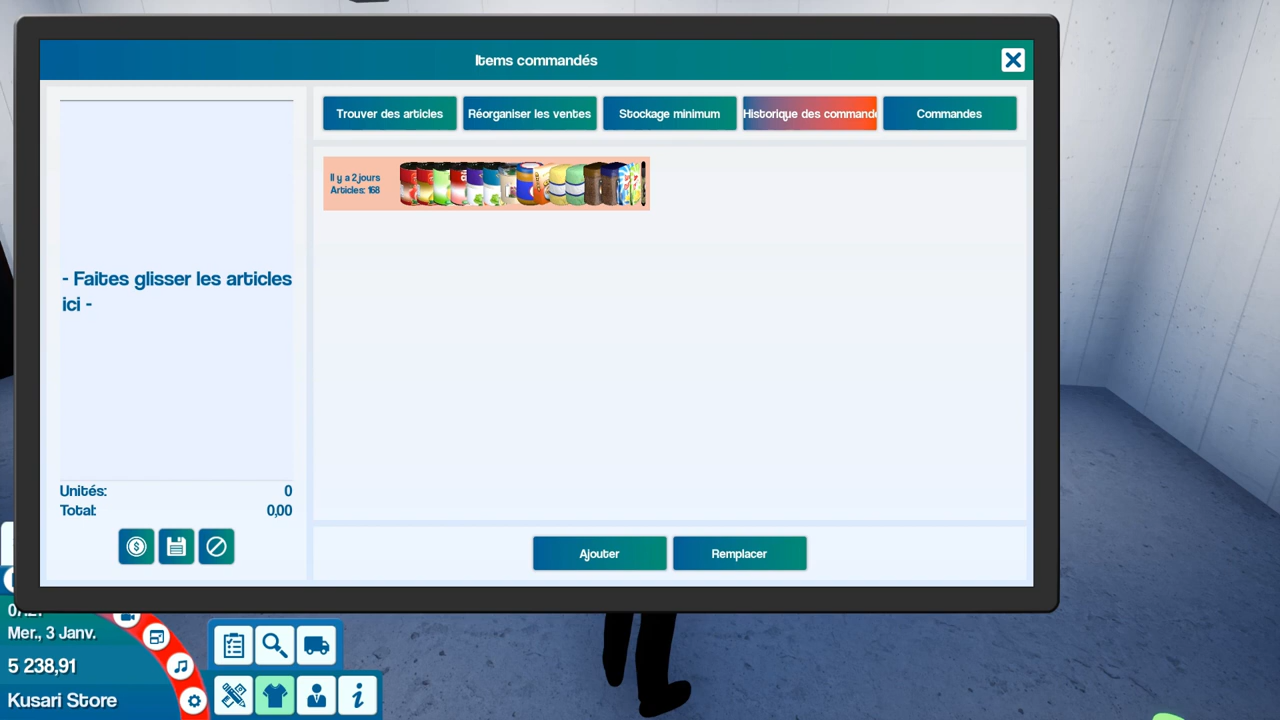 Items commandés
Trouver des articles
Réorganiser les ventes
Stockage minimum
Historique des command
Commandes
Il y a 2 jours
Articles: 168
- Faites glisser les articles
ici -
Unités: 0
Total: 0,00
Ajouter
Remplacer
Mer., 3 Janv.
5 238,91
Kusari Store